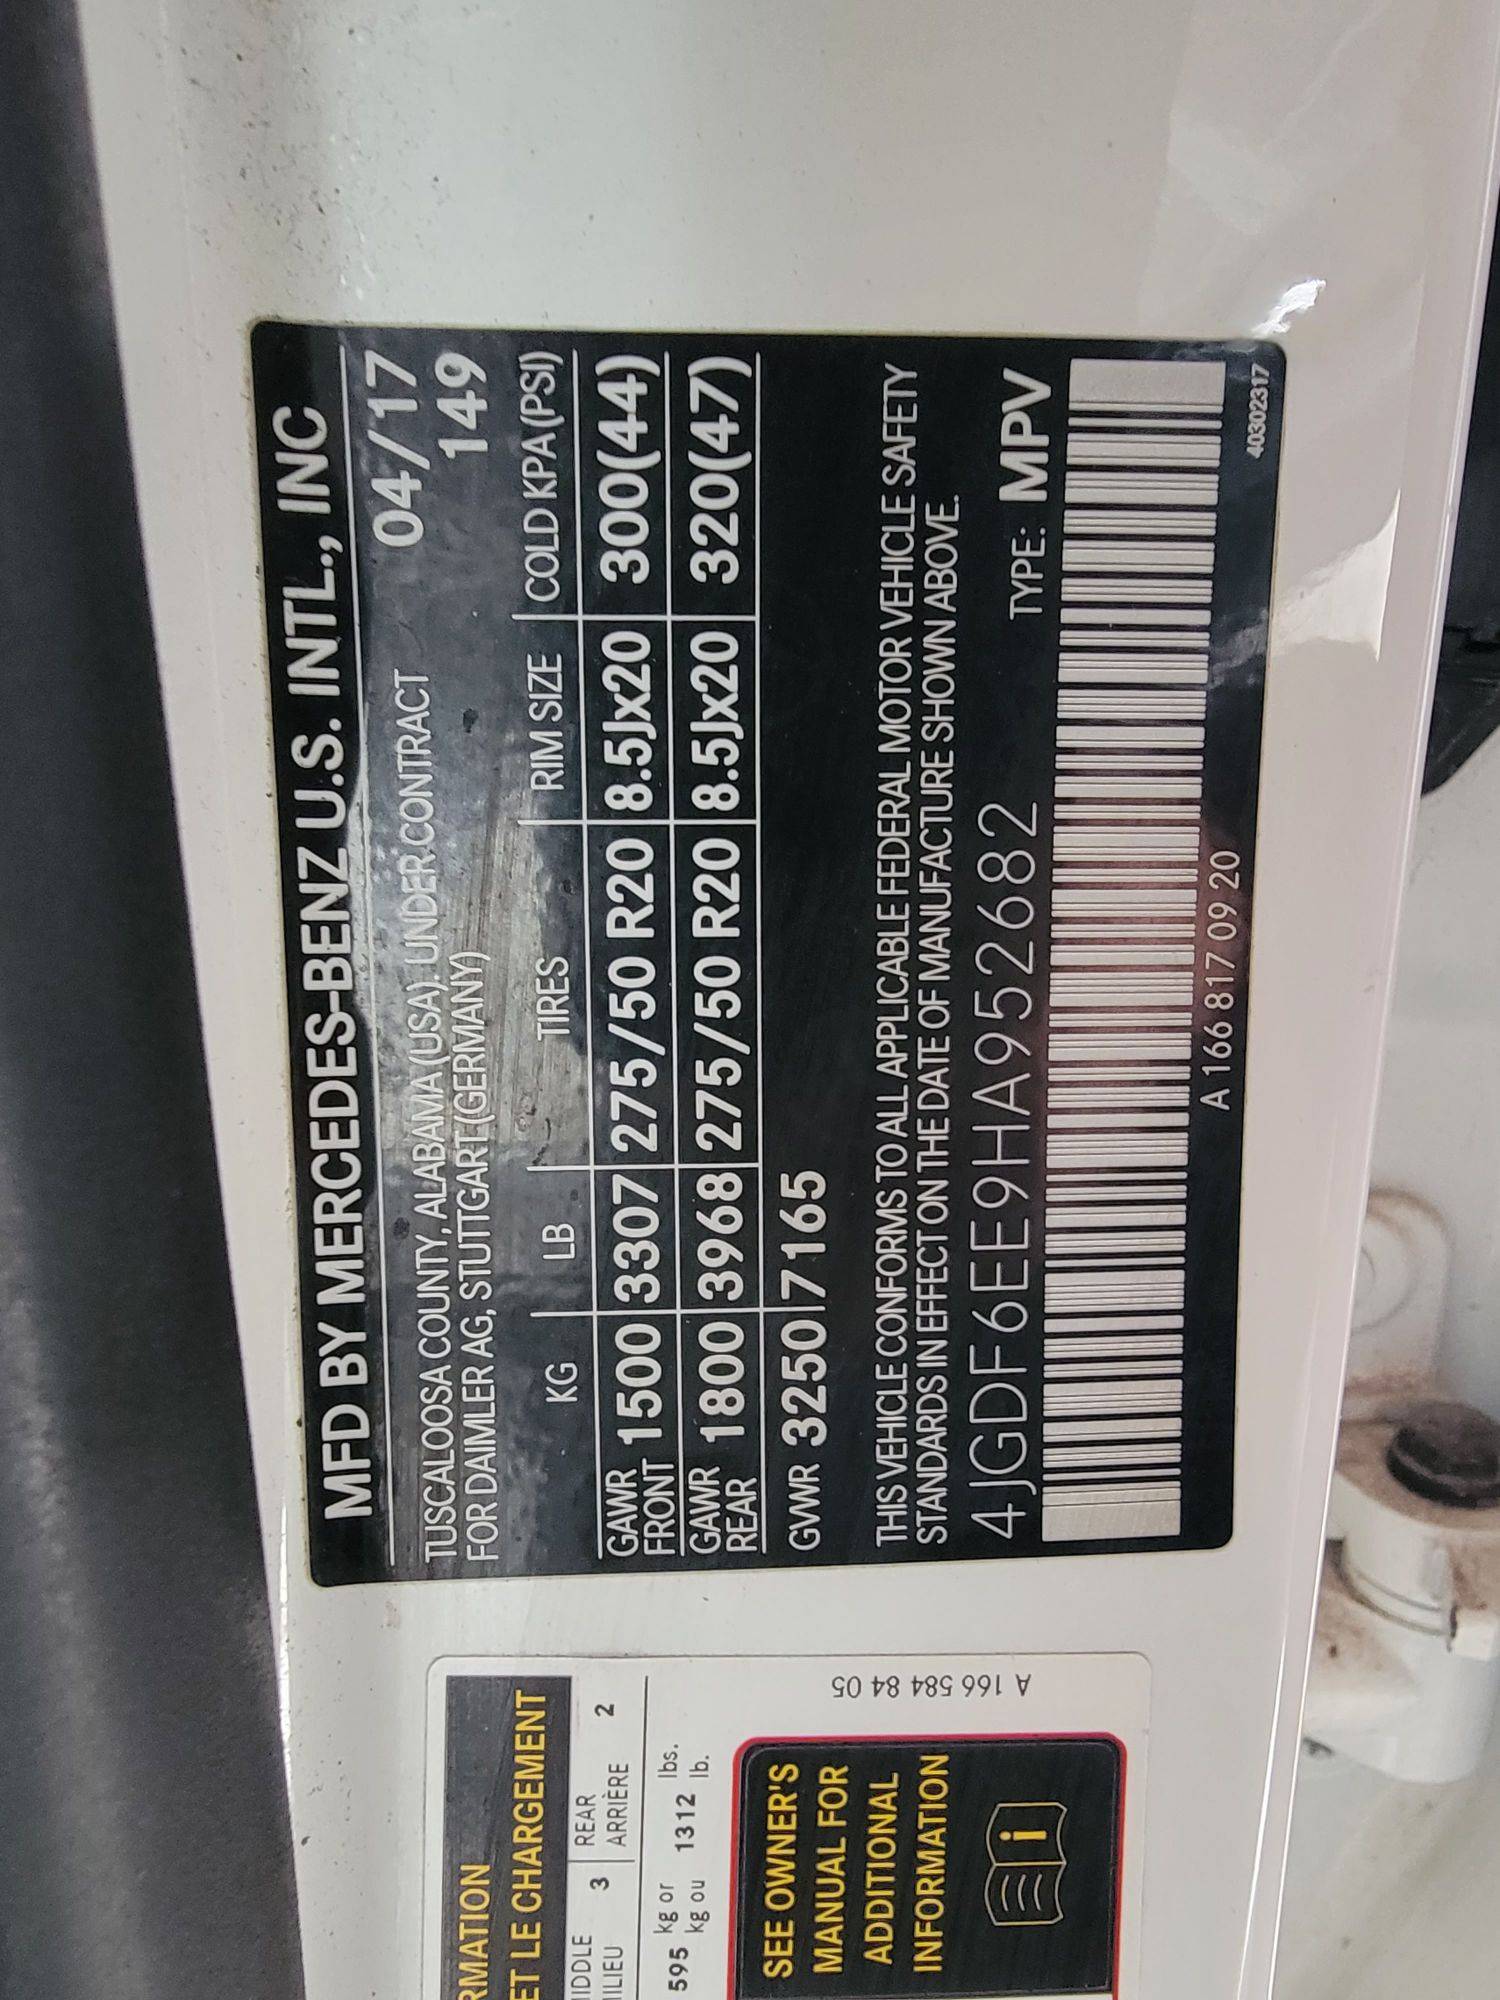 MFD BY MERCEDES-BENZ U.S. INTL., INC
TUSCALOOSA COUNTY, ALABAMA (USA). UNDER CONTRACT 04/17
FOR DAIMLER AG, STUTTGART (GERMANY) 149
KG LB TIRES RIM SIZE COLD KPA (PSI)
GAWR FRONT 1500 3307 275/50 R20 8.5Jx20 300(44)
GAWR REAR 1800 3968 275/50 R20 8.5Jx20 320(47)
GVWR 3250 7165
THIS VEHICLE CONFORMS TO ALL APPLICABLE FEDERAL MOTOR VEHICLE SAFETY
STANDARDS IN EFFECT ON THE DATE OF MANUFACTURE SHOWN ABOVE.
4JGDF6EE9HA952682 TYPE: MPV
A 166 817 09 20
40302317
ET LE CHARGEMENT
3 REAR 2
ARRIÈRE
595 kg or 1312 lbs.
kg ou lb.
SEE OWNER'S
MANUAL FOR
ADDITIONAL
INFORMATION
i
A 166 584 84 05